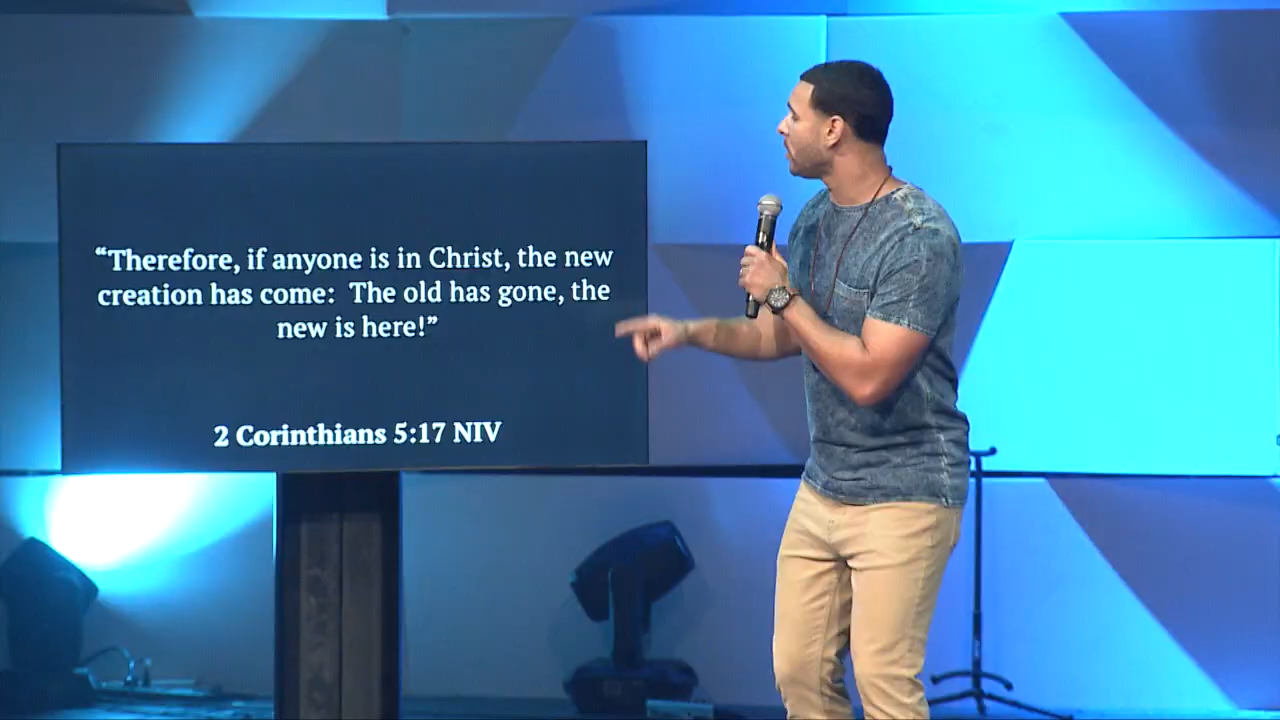 “Therefore, if anyone is in Christ, the new
creation has come:  The old has gone, the
new is here!”
2 Corinthians 5:17 NIV